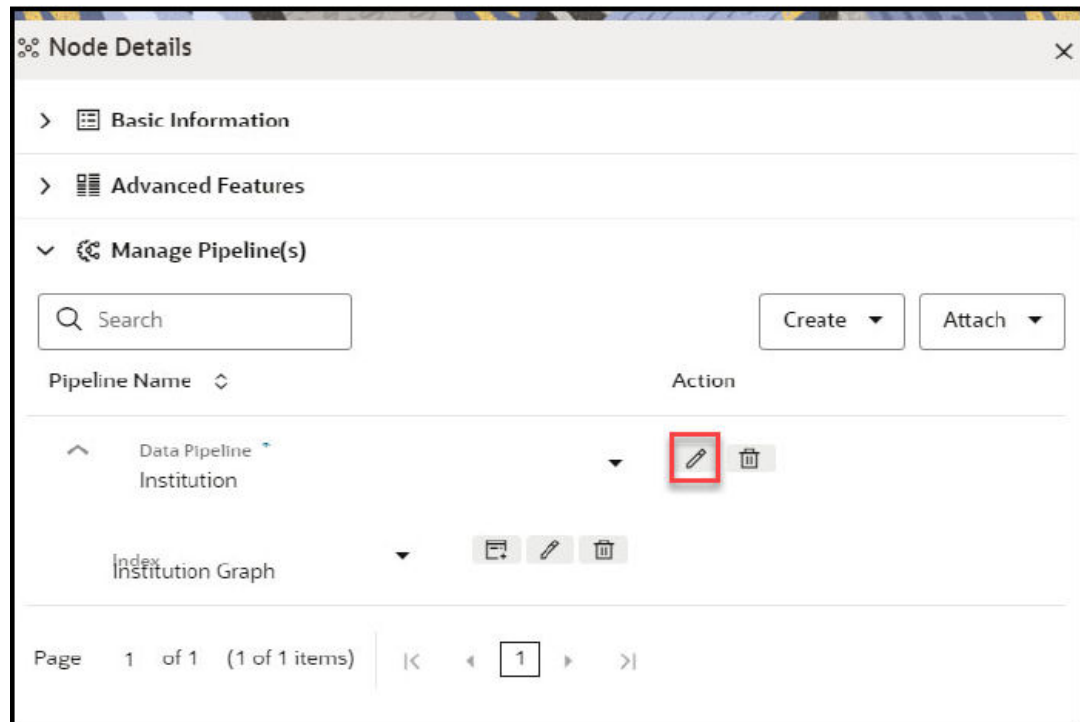 Node Details
Basic Information
Advanced Features
Manage Pipeline(s)
Search
Create
Attach
Pipeline Name
Action
Data Pipeline
Institution
Index
Institution Graph
Page 1 of 1 (1 of 1 items) 1